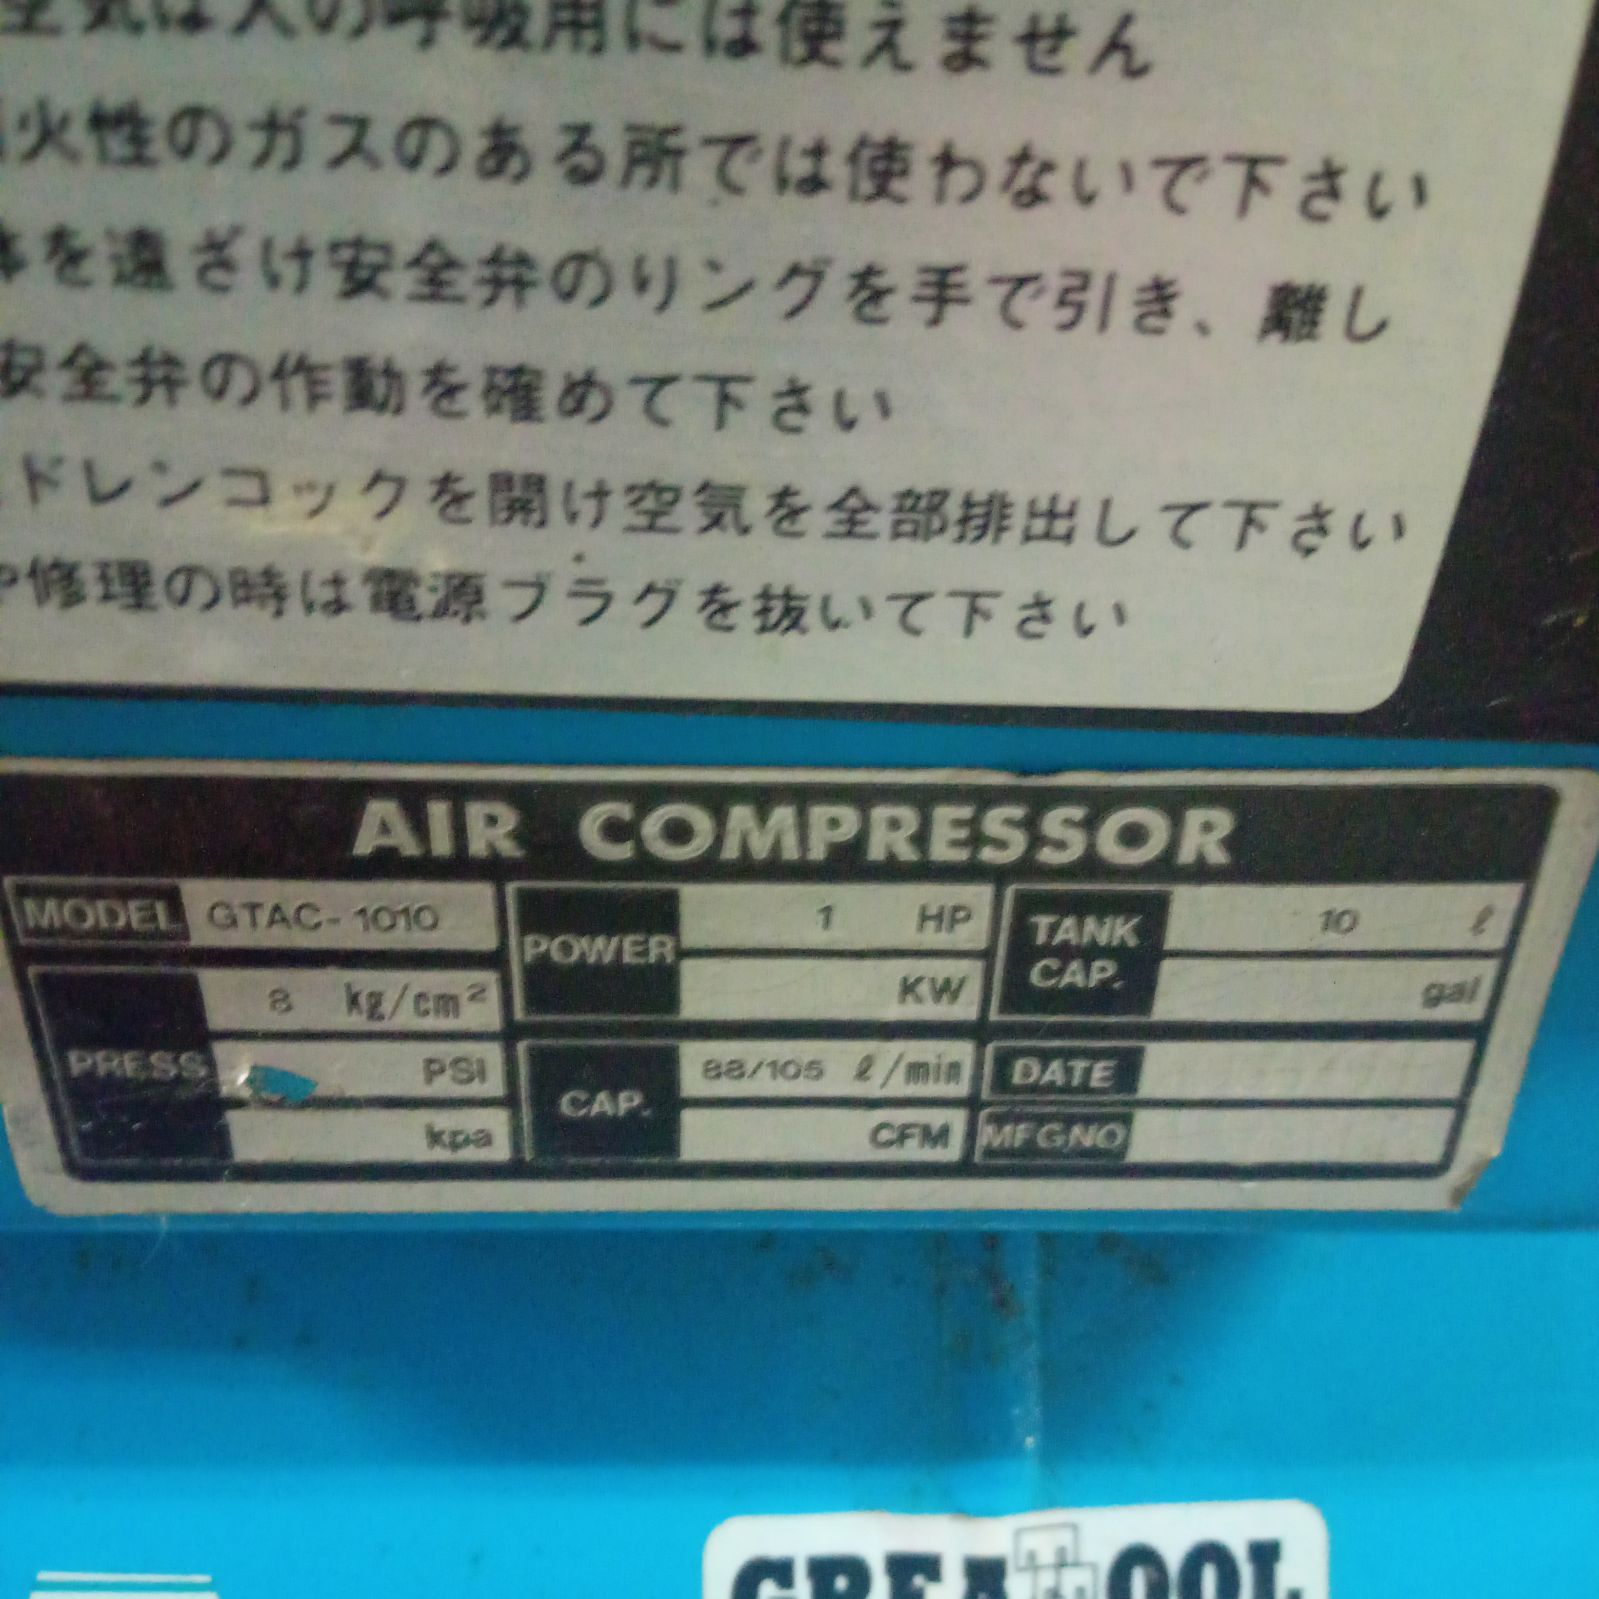 空気は人の呼吸用には使えません
火性のガスのある所では使わないで下さい
体を遠ざけ安全弁のリングを手で引き、離し
安全弁の作動を確めて下さい
ドレンコックを開け空気を全部排出して下さい
や修理の時は電源プラグを抜いて下さい
AIR COMPRESSOR
MODEL GTAC-1010 POWER 1 HP TANK CAP. 10 ℓ
PRESS 8 kg/cm² KW gal
PSI CAP. 88/105 ℓ/min DATE
kpa CFM MFGNO
GREATOOL